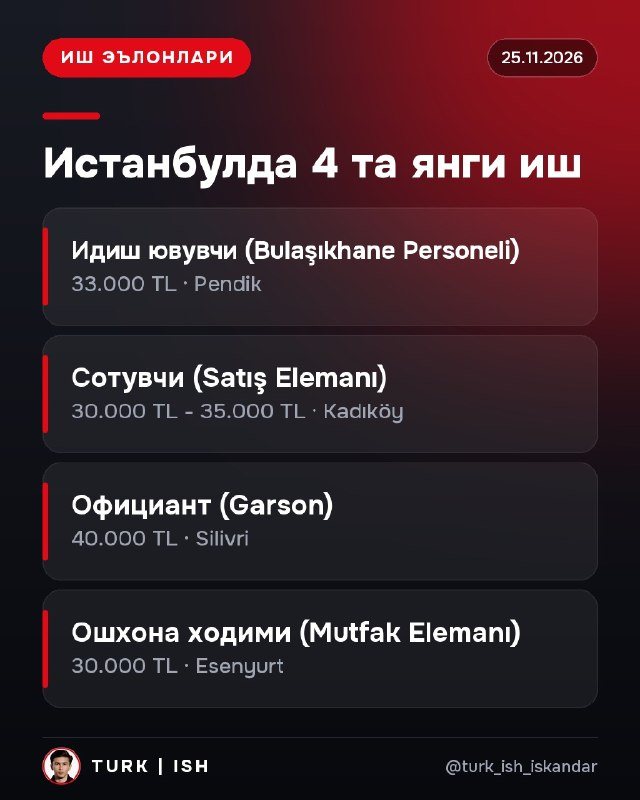 ИШ ЭЪЛОНЛАРИ
25.11.2026
Истанбулда 4 та янги иш
Идиш ювувчи (Bulaşıkhane Personeli)
33.000 TL · Pendik
Сотувчи (Satış Elemanı)
30.000 TL - 35.000 TL · Kadıköy
Официант (Garson)
40.000 TL · Silivri
Ошхона ходими (Mutfak Elemanı)
30.000 TL · Esenyurt
TURK | ISH
@turk_ish_iskandar